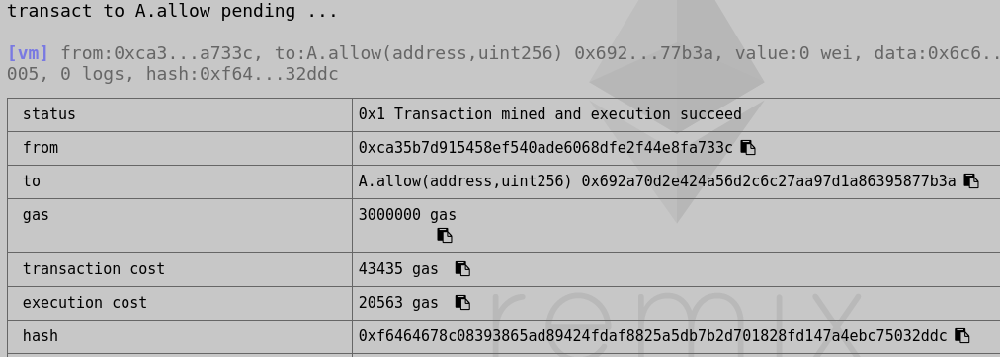 transact to A.allow pending ...
[vm] from:0xca3...a733c, to:A.allow(address,uint256) 0x692...77b3a, value:0 wei, data:0x6c6..
005, 0 logs, hash:0xf64...32ddc
status 0x1 Transaction mined and execution succeed
from 0xca35b7d915458ef540ade6068dfe2f44e8fa733c
to A.allow(address,uint256) 0x692a70d2e424a56d2c6c27aa97d1a86395877b3a
gas 3000000 gas
transaction cost 43435 gas
execution cost 20563 gas
remix
hash 0xf6464678c08393865ad89424fdaf8825a5db7b2d701828fd147a4ebc75032ddc